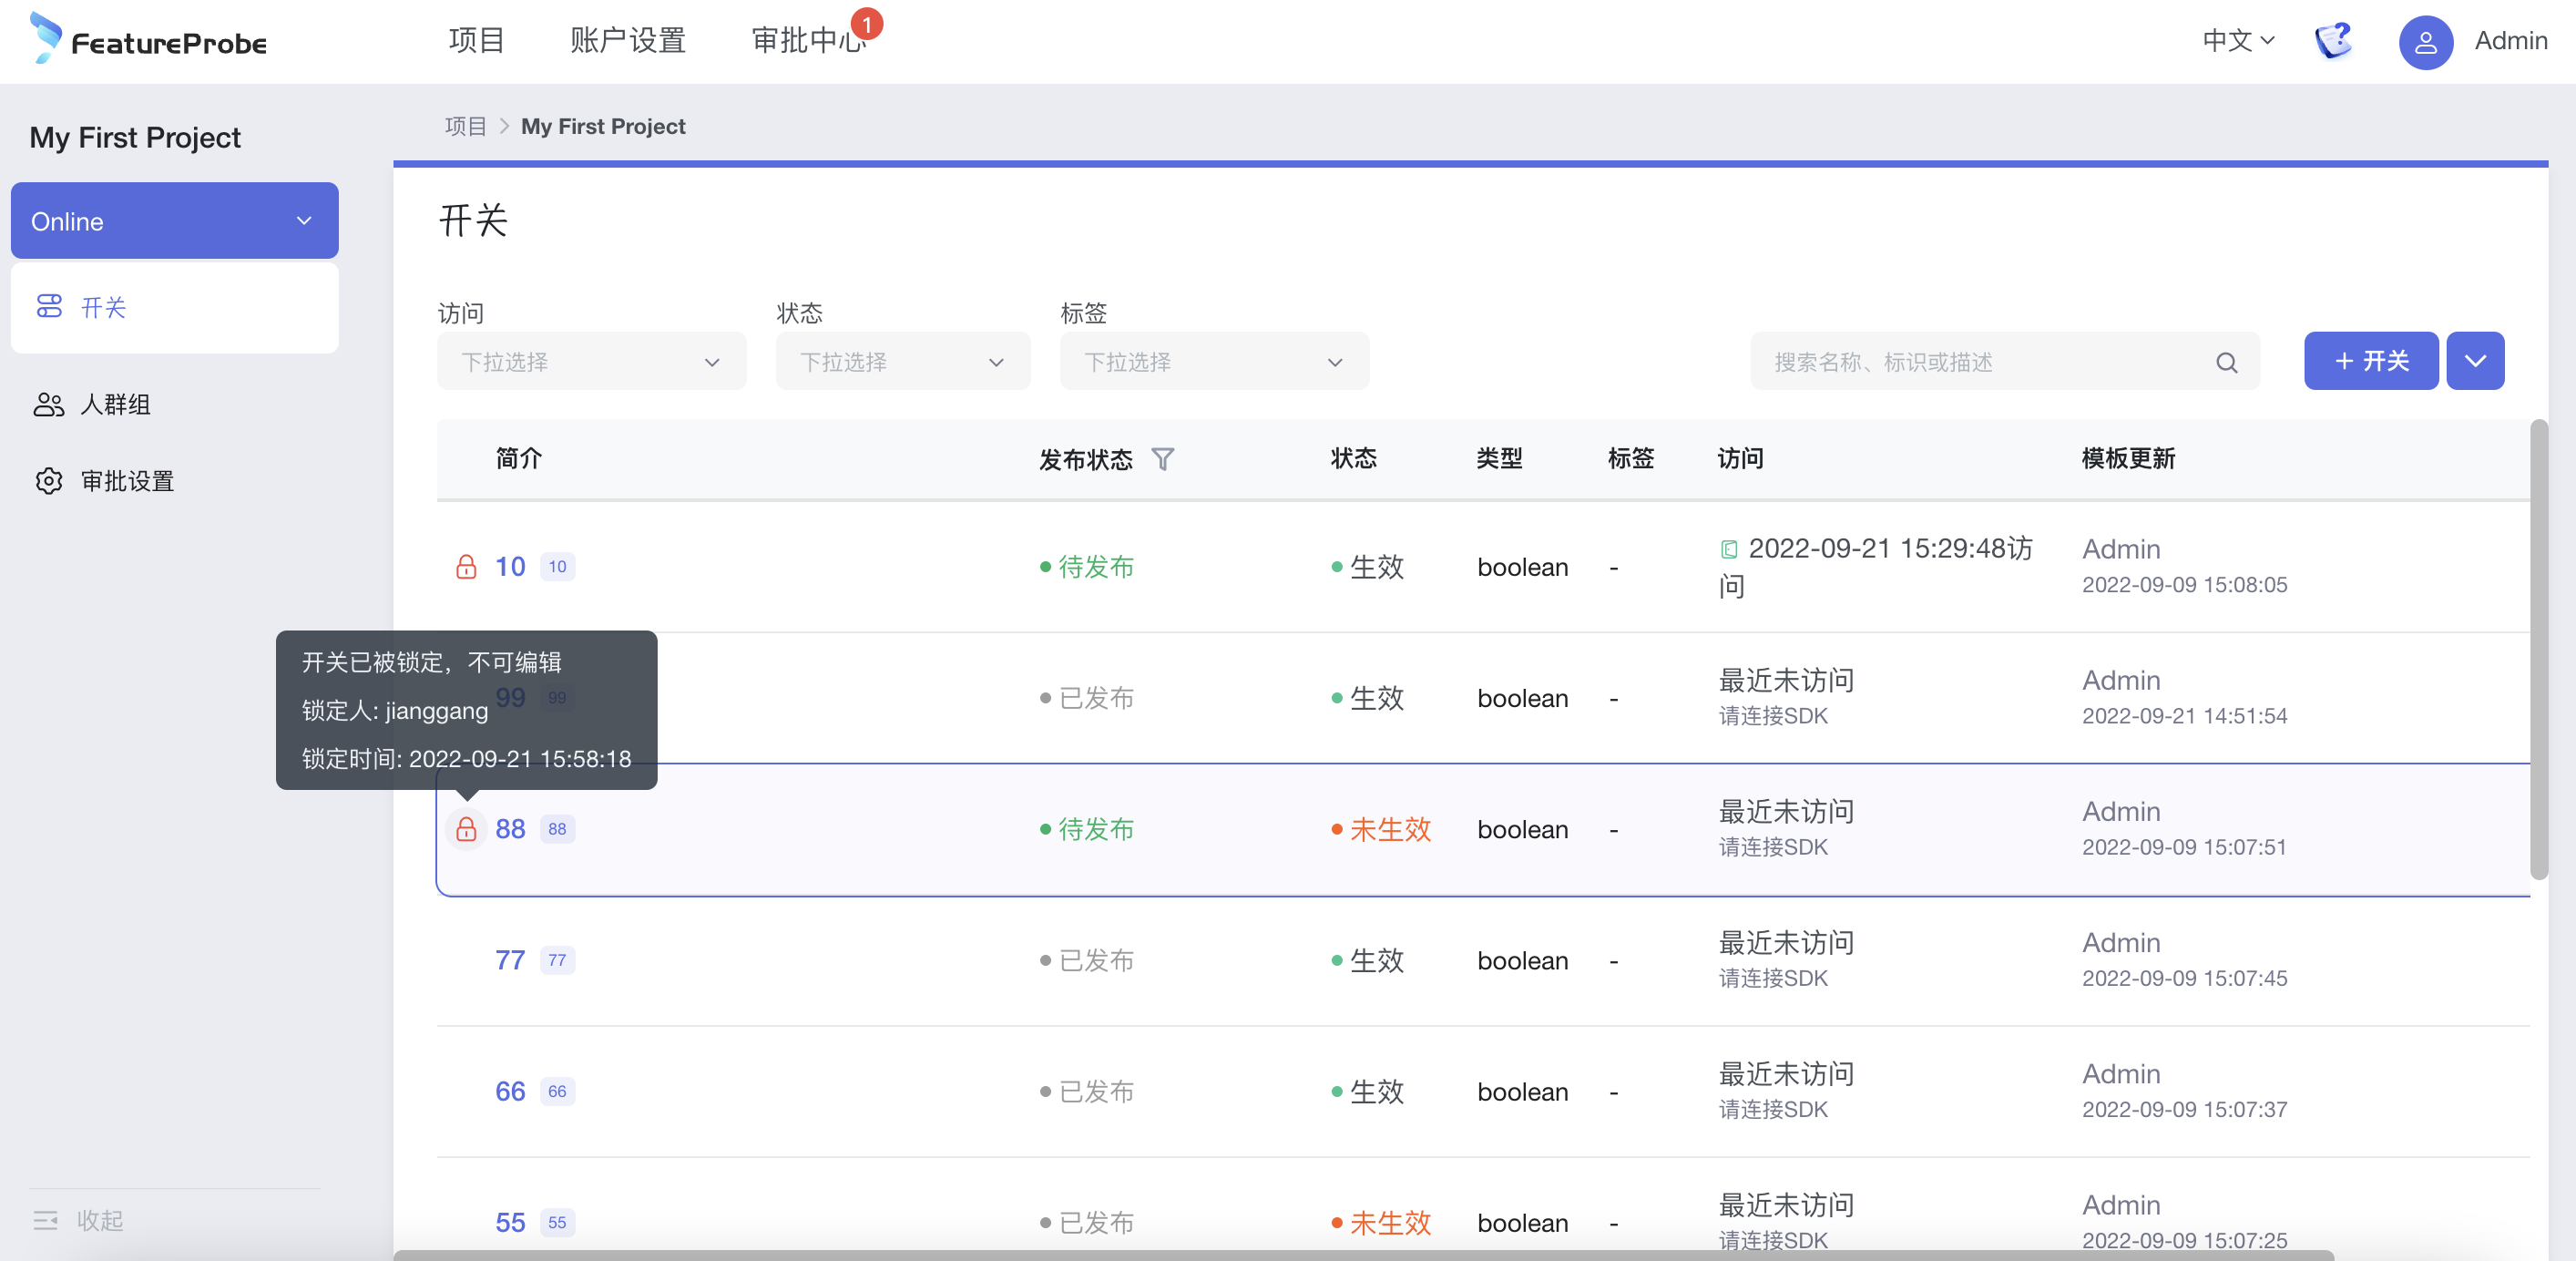 FeatureProbe
项目
账户设置
审批中心
1
中文
Admin
My First Project
Online
开关
人群组
审批设置
收起
项目 > My First Project
开关
访问
状态
标签
下拉选择
下拉选择
下拉选择
搜索名称、标识或描述
+ 开关
简介 发布状态 状态 类型 标签 访问 模板更新
10 10 待发布 生效 boolean - 2022-09-21 15:29:48访
问
Admin
2022-09-09 15:08:05
开关已被锁定，不可编辑
锁定人: jianggang
锁定时间: 2022-09-21 15:58:18
99 99 已发布 生效 boolean - 最近未访问
请连接SDK
Admin
2022-09-21 14:51:54
88 88 待发布 未生效 boolean - 最近未访问
请连接SDK
Admin
2022-09-09 15:07:51
77 77 已发布 生效 boolean - 最近未访问
请连接SDK
Admin
2022-09-09 15:07:45
66 66 已发布 生效 boolean - 最近未访问
请连接SDK
Admin
2022-09-09 15:07:37
55 55 已发布 未生效 boolean - 最近未访问
请连接SDK
Admin
2022-09-09 15:07:25